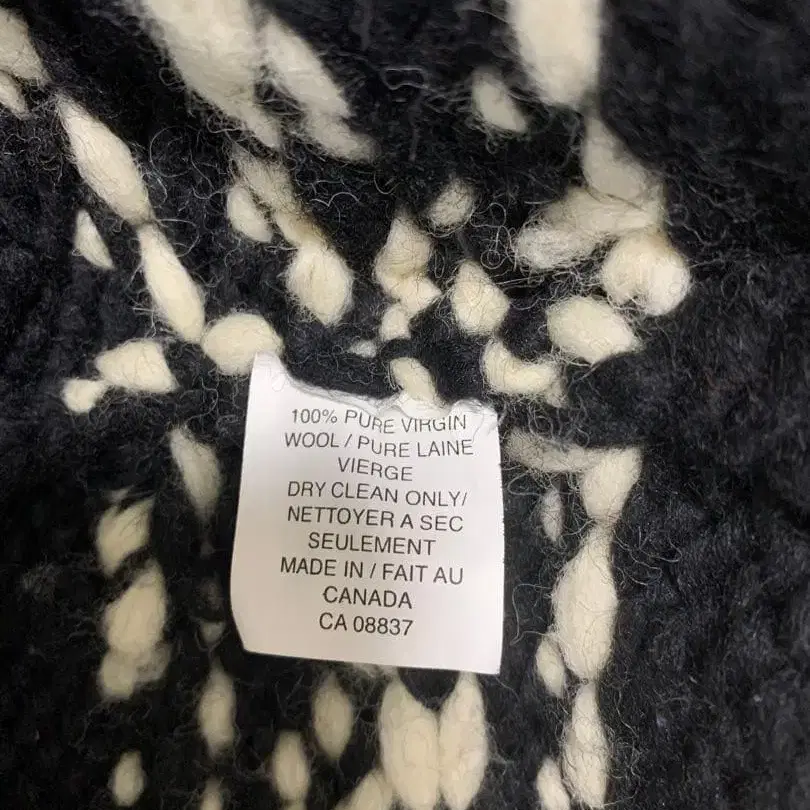 100% PURE VIRGIN
WOOL / PURE LAINE
VIERGE
DRY CLEAN ONLY/
NETTOYER A SEC
SEULEMENT
MADE IN / FAIT AU
CANADA
CA 08837